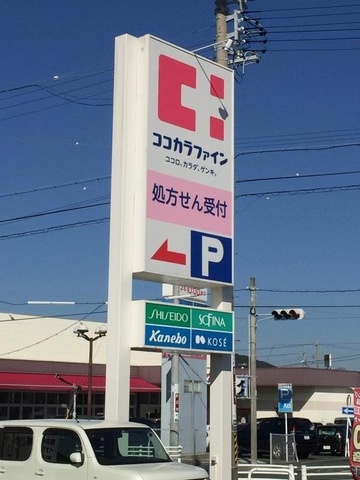 ココカラファイン
ココロ、カラダ、ゲンキ。
処方せん受付
P
SHISEIDO
SOFINA
Kanebo
KOSÉ
P